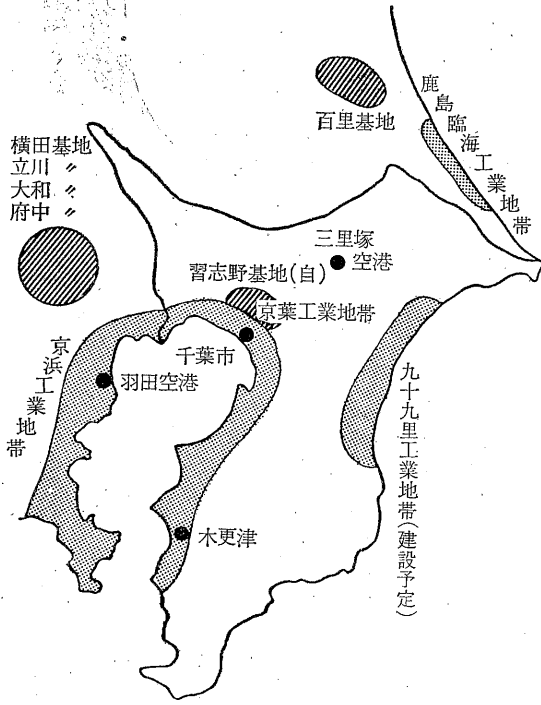 鹿島臨海工業地帯
百里基地
横田基地
立川 〃
大和 〃
府中 〃
三里塚
空港
習志野基地(自)
京葉工業地帯
千葉市
京浜工業地帯
羽田空港
九十九里工業地帯(建設予定)
木更津